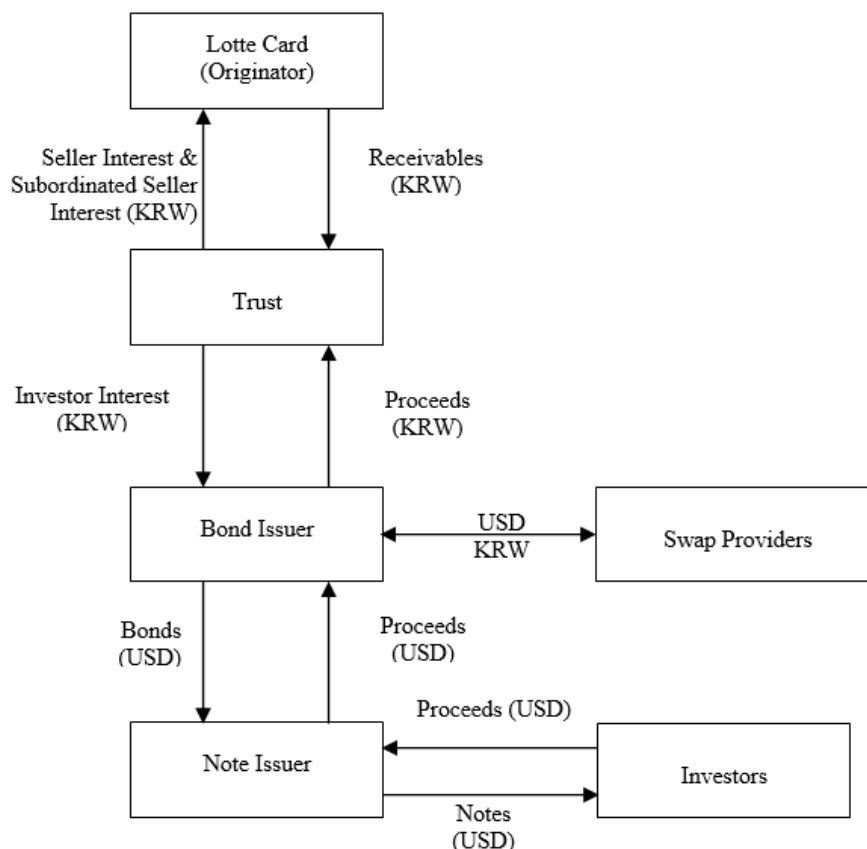 Lotte Card
(Originator)
Seller Interest &
Subordinated Seller
Interest (KRW)
Receivables
(KRW)
Trust
Investor Interest
(KRW)
Proceeds
(KRW)
Bond Issuer
USD
KRW
Swap Providers
Bonds
(USD)
Proceeds
(USD)
Proceeds (USD)
Note Issuer
Investors
Notes
(USD)